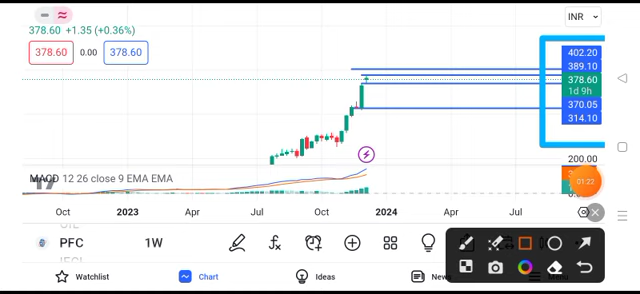 INR
378.60 +1.35 (+0.36%)
378.60 0.00 378.60
402.20
389.10
378.60
1d 9h
370.05
314.10
200.00
MACD 12 26 close 9 EMA EMA
01:22
Oct 2023 Apr Jul Oct 2024 Apr Jul
PFC 1W
Watchlist Chart Ideas News